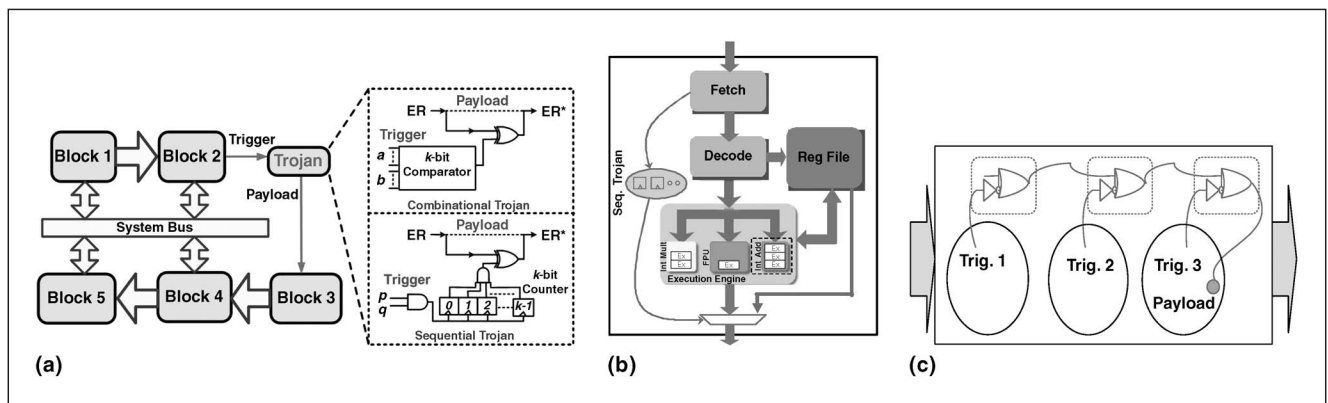 Block 1
Block 2
Trigger
Trojan
Payload
System Bus
Block 5
Block 4
Block 3
ER
Payload
ER*
Trigger
a
b
k-bit
Comparator
Combinational Trojan
ER
Payload
ER*
Trigger
k-bit
Counter
p
q
0
1
2
k-1
Sequential Trojan
(a)
Fetch
Decode
Reg File
Seq. Trojan
Int Mult
Ex
Ex
FPU
Ex
Int Add
Ex
Ex
Ex
Execution Engine
(b)
Trig. 1
Trig. 2
Trig. 3
Payload
(c)